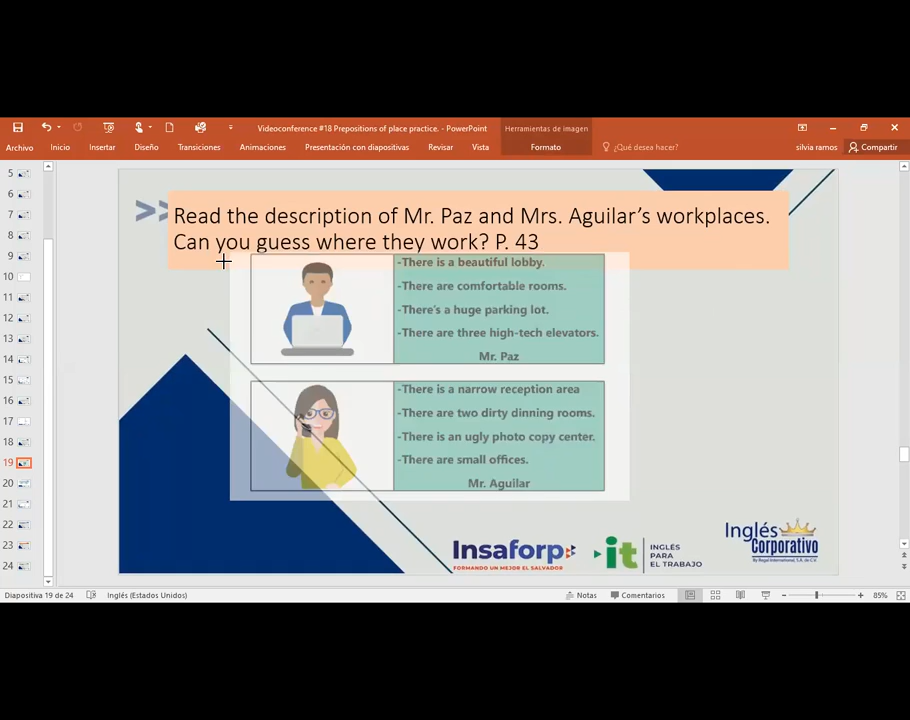 Videoconference #18 Prepositions of place practice. - PowerPoint
Herramientas de imagen
Archivo Inicio Insertar Diseño Transiciones Animaciones Presentación con diapositivas Revisar Vista Formato ¿Qué desea hacer? silvia ramos Compartir
5
6
7
8
9
10
11
12
13
14
15
16
17
18
19
20
21
22
23
24
>>
Read the description of Mr. Paz and Mrs. Aguilar's workplaces.
Can you guess where they work? P. 43
-There is a beautiful lobby.
-There are comfortable rooms.
-There's a huge parking lot.
-There are three high-tech elevators.
Mr. Paz
-There is a narrow reception area
-There are two dirty dinning rooms.
-There is an ugly photo copy center.
-There are small offices.
Mr. Aguilar
Insaforp
FORMANDO UN MEJOR EL SALVADOR
it
INGLÉS
PARA
EL TRABAJO
Inglés
Corporativo
By Regal International, S.A. de C.V.
Diapositiva 19 de 24 Inglés (Estados Unidos) Notas Comentarios 85%